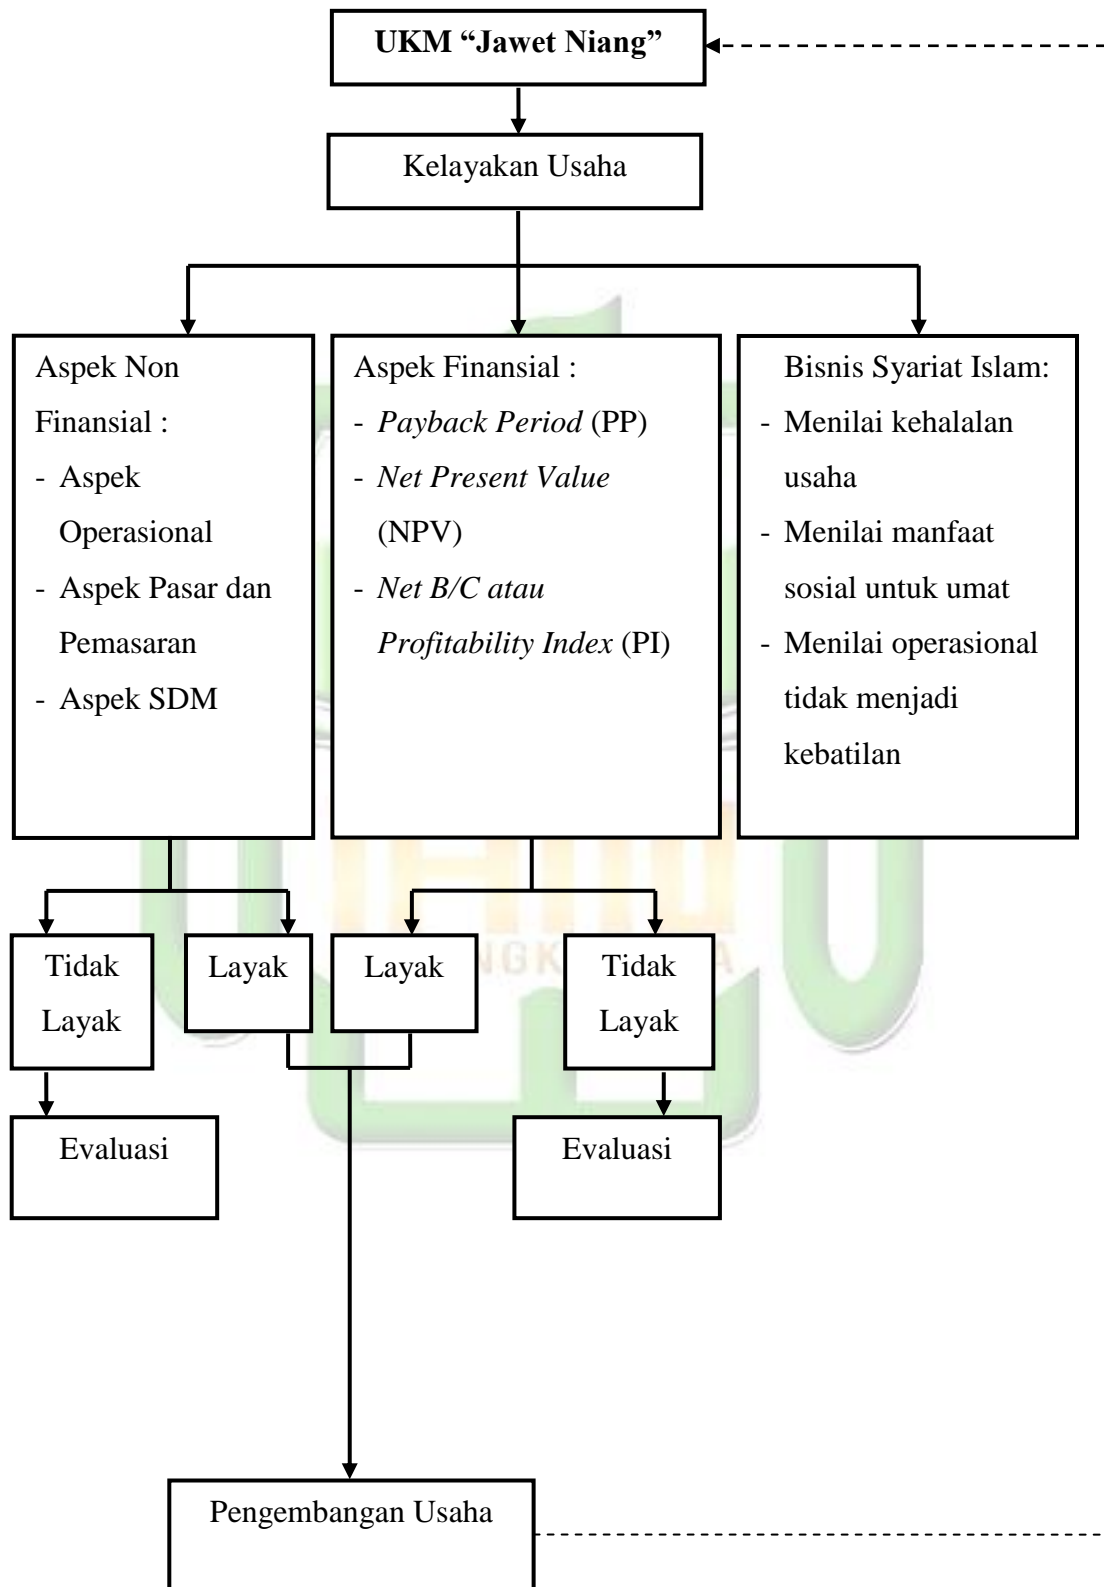 UKM “Jawet Niang”
Kelayakan Usaha
Aspek Non
Finansial :
- Aspek
Operasional
- Aspek Pasar dan
Pemasaran
- Aspek SDM
Aspek Finansial :
- Payback Period (PP)
- Net Present Value
(NPV)
- Net B/C atau
Profitability Index (PI)
Bisnis Syariat Islam:
- Menilai kehalalan
usaha
- Menilai manfaat
sosial untuk umat
- Menilai operasional
tidak menjadi
kebatilan
Tidak
Layak
Layak
Layak
Tidak
Layak
Evaluasi
Evaluasi
Pengembangan Usaha